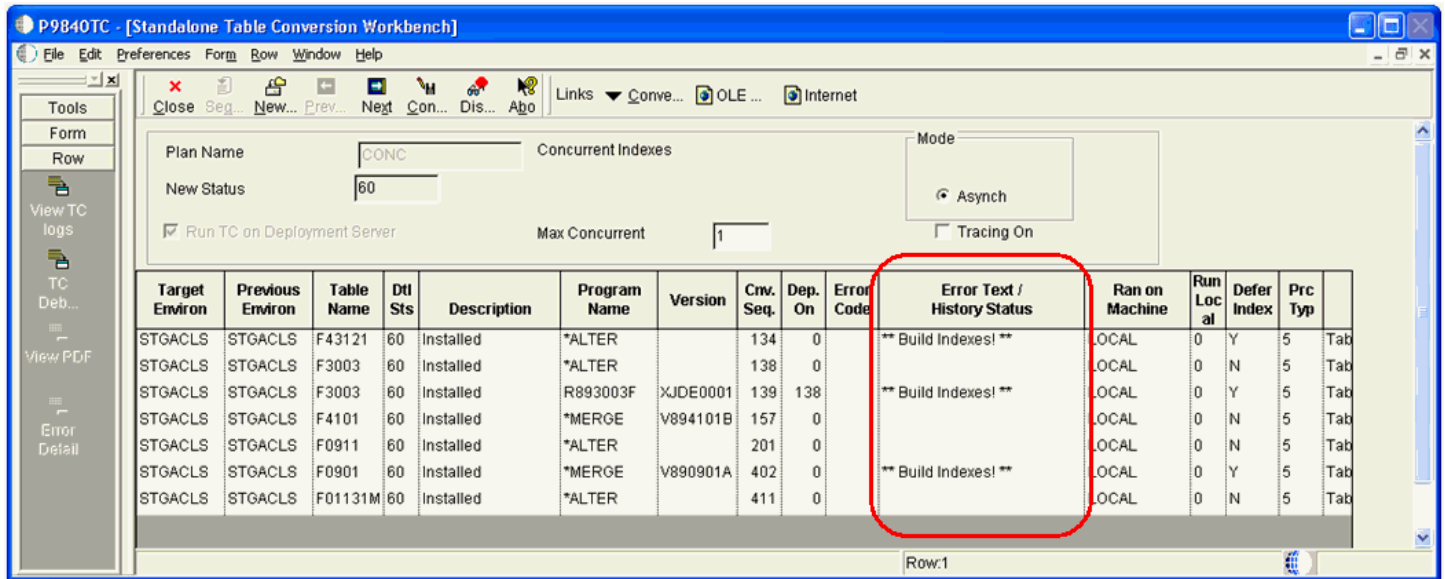 P9840TC - [Standalone Table Conversion Workbench]
File Edit Preferences Form Row Window Help
Close Seg... New... Prev... Next Con... Dis... Abo Links Conve... OLE ... Internet
Tools
Form
Row
View TC logs
TC Deb...
View PDF
Error Detail
Plan Name CONC Concurrent Indexes
New Status 60
Run TC on Deployment Server Max Concurrent 1
Mode
Asynch
Tracing On
Target Environ Previous Environ Table Name Dtl Sts Description Program Name Version Cnv. Seq. Dep. On Error Code Error Text / History Status Ran on Machine Run Loc al Defer Index Prc Typ
STGACLS STGACLS F43121 60 Installed *ALTER 134 0 ** Build Indexes! ** LOCAL 0 Y 5 Tab
STGACLS STGACLS F3003 60 Installed *ALTER 138 0 LOCAL 0 N 5 Tab
STGACLS STGACLS F3003 60 Installed R893003F XJDE0001 139 138 ** Build Indexes! ** LOCAL 0 Y 5 Tab
STGACLS STGACLS F4101 60 Installed *MERGE V894101B 157 0 LOCAL 0 N 5 Tab
STGACLS STGACLS F0911 60 Installed *ALTER 201 0 LOCAL 0 N 5 Tab
STGACLS STGACLS F0901 60 Installed *MERGE V890901A 402 0 ** Build Indexes! ** LOCAL 0 Y 5 Tab
STGACLS STGACLS F01131M 60 Installed *ALTER 411 0 LOCAL 0 N 5 Tab
Row:1